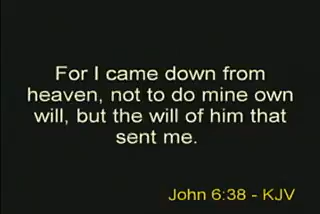 For I came down from
heaven, not to do mine own
will, but the will of him that
sent me.
John 6:38 - KJV